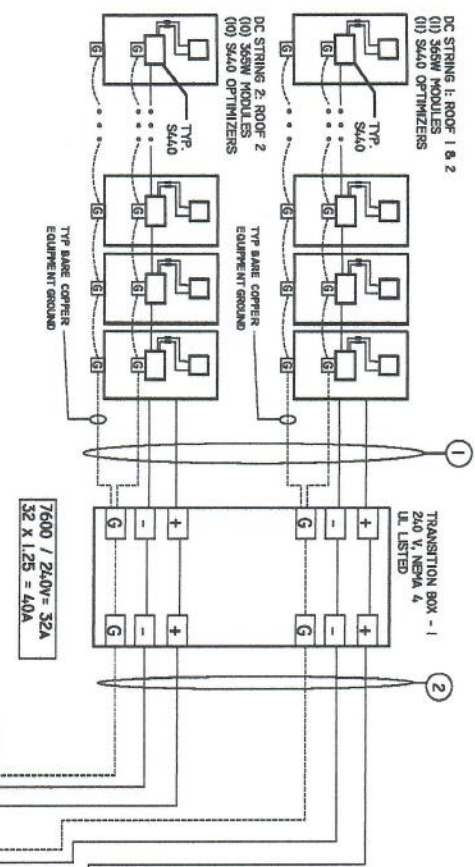 DC STRING 1: ROOF 1 & 2
(11) 365W MODULES
(11) S440 OPTIMIZERS
TYP.
S440
G
G
G
G
G
G
G
G
TYP BARE COPPER
EQUIPMENT GROUND
1
TRANSITION BOX - 1
240 V, NEMA 4
UL LISTED
+
+
-
-
G
G
2
DC STRING 2: ROOF 2
(10) 365W MODULES
(10) S440 OPTIMIZERS
TYP.
S440
G
G
G
G
G
G
G
G
TYP BARE COPPER
EQUIPMENT GROUND
+
+
-
-
G
G
7600 / 240V= 32A
32 X 1.25 = 40A